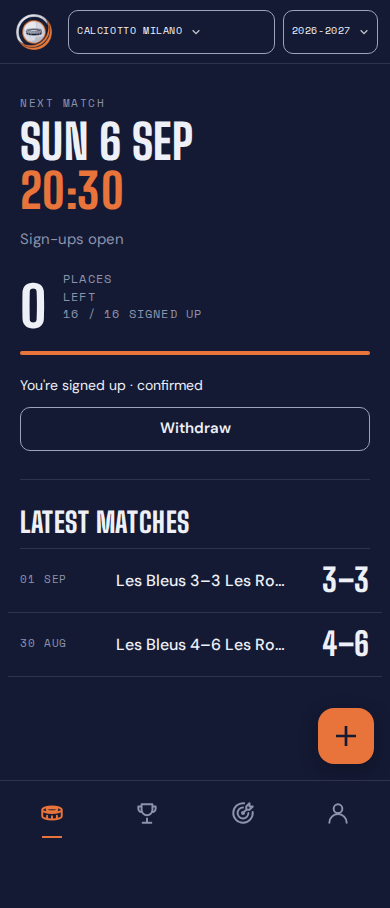 CALCIOTTO MILANO
2026-2027
NEXT MATCH
SUN 6 SEP
20:30
Sign-ups open
0
PLACES
LEFT
16 / 16 SIGNED UP
You're signed up · confirmed
Withdraw
LATEST MATCHES
01 SEP Les Bleus 3–3 Les Ro… 3–3
30 AUG Les Bleus 4–6 Les Ro… 4–6